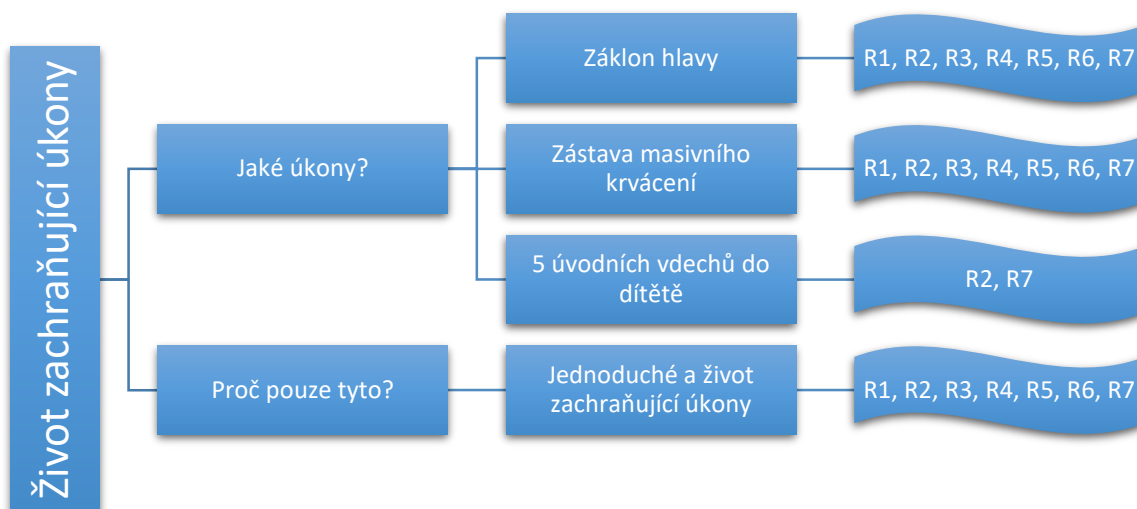 Život zachraňující úkony
Jaké úkony?
Záklon hlavy
R1, R2, R3, R4, R5, R6, R7
Zástava masivního
krvácení
R1, R2, R3, R4, R5, R6, R7
5 úvodních vdechů do
dítětě
R2, R7
Proč pouze tyto?
Jednoduché a život
zachraňující úkony
R1, R2, R3, R4, R5, R6, R7